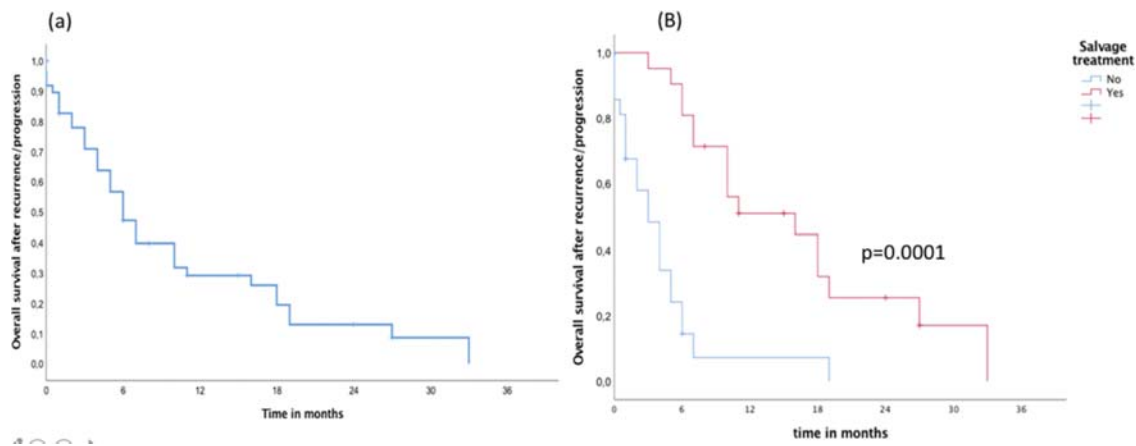 (a)
Overall survival after recurrence/progression
1,0
0,9
0,8
0,7
0,6
0,5
0,4
0,3
0,2
0,1
0.0
0
6
12
18
24
30
36
Time in months
(B)
Overall survival after recurrence/progression
1,0
0,8
0,6
0,4
0,2
0,0
0
6
12
18
24
30
36
time in months
p=0.0001
Salvage
treatment
No
Yes